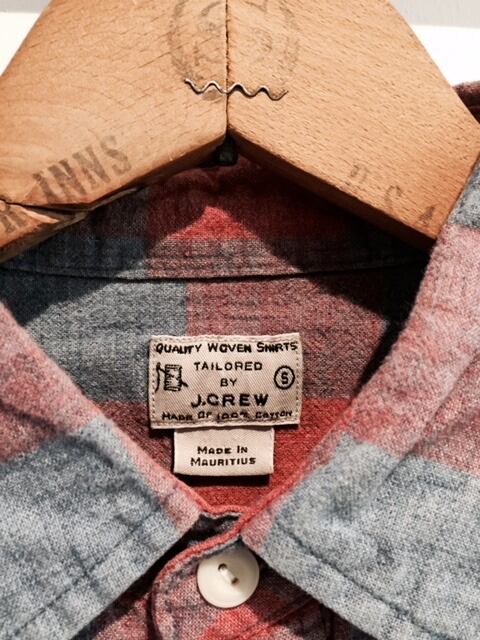 INNS
U.S.A.
QUALITY WOVEN SHIRTS
TAILORED
BY
S
J.CREW
MADE OF 100% COTTON
MADE IN
MAURITIUS